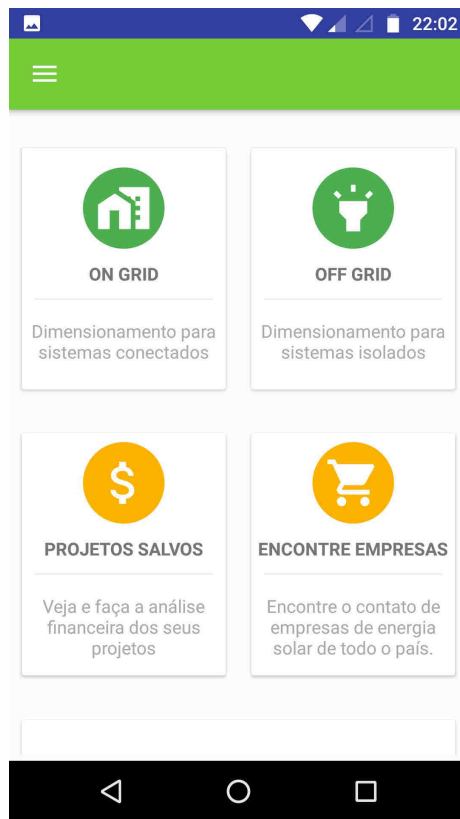 22:02
ON GRID
Dimensionamento para
sistemas conectados
OFF GRID
Dimensionamento para
sistemas isolados
PROJETOS SALVOS
Veja e faça a análise
financeira dos seus
projetos
ENCONTRE EMPRESAS
Encontre o contato de
empresas de energia
solar de todo o país.